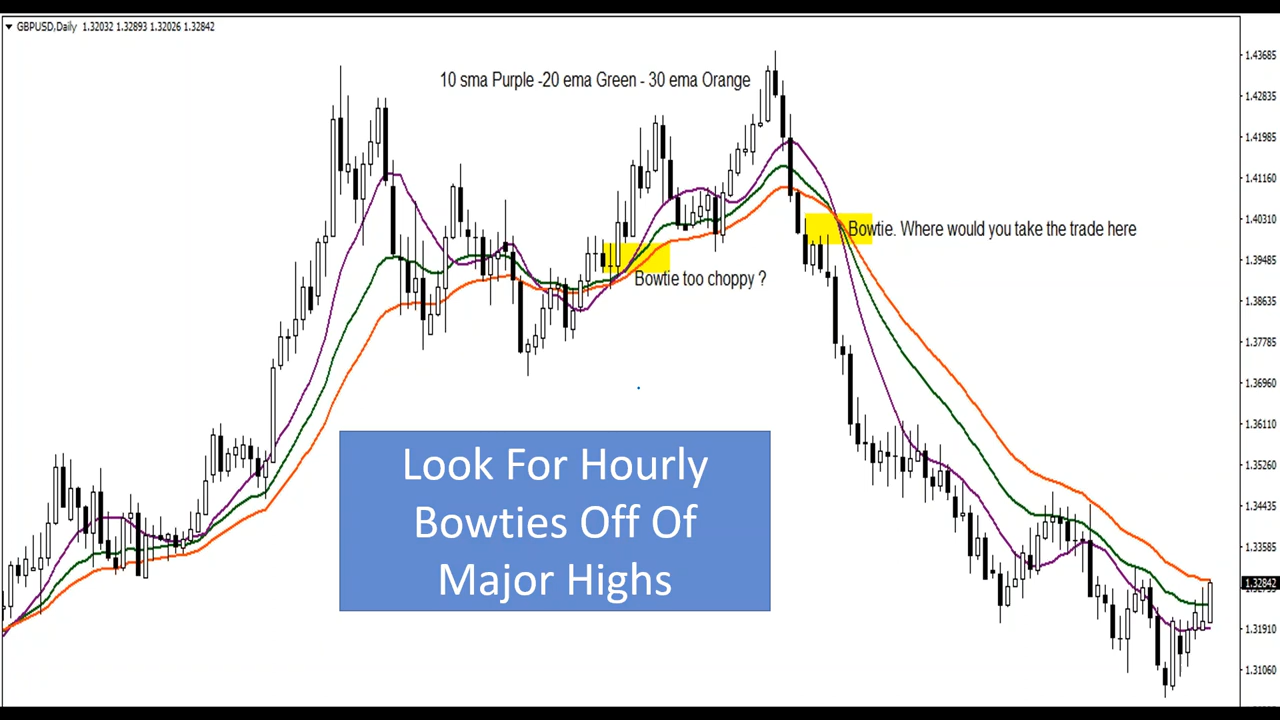 GBPUSD,Daily 1.32032 1.32893 1.32026 1.32842
10 sma Purple -20 ema Green - 30 ema Orange
Bowtie. Where would you take the trade here
Bowtie too choppy ?
Look For Hourly
Bowties Off Of
Major Highs
1.43685
1.42835
1.41985
1.41160
1.40310
1.39485
1.38635
1.37785
1.36960
1.36110
1.35260
1.34435
1.33585
1.32842
1.31910
1.31060